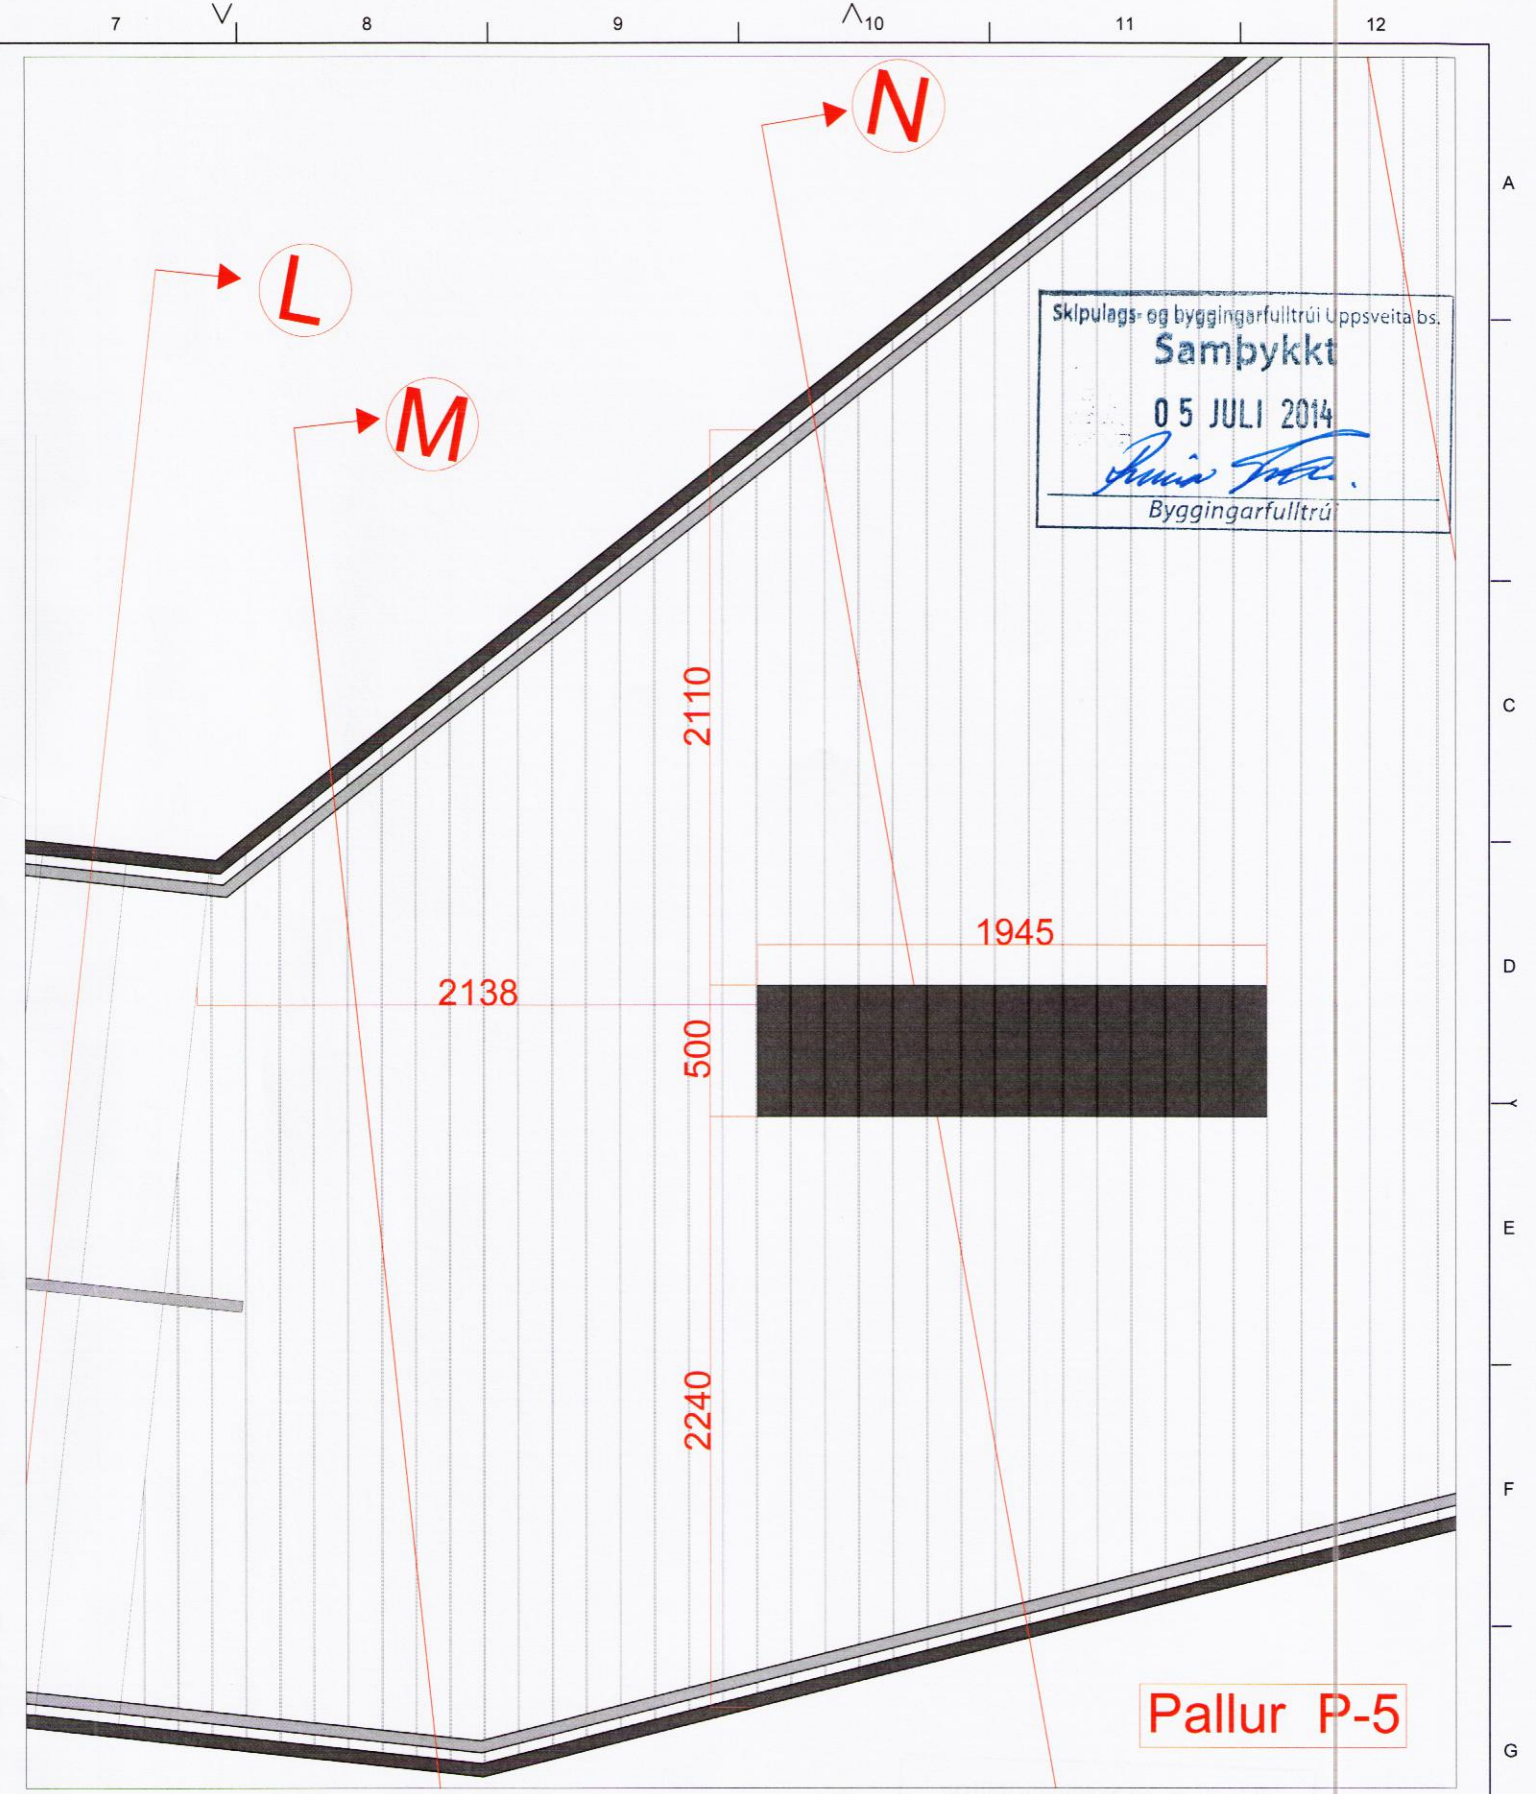 7 8 9 10 11 12
N
A
L
Skipulags- og byggingarfulltrúi Uppsveita bs.
Samþykkt
05 JULI 2014
Byggingarfulltrúi
M
2110
C
1945
D
2138
500
E
2240
F
Pallur P-5
G